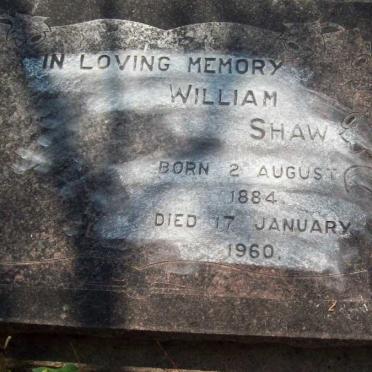 IN LOVING MEMORY
WILLIAM
SHAW
BORN 2 AUGUST
1884.
DIED 17 JANUARY
1960.